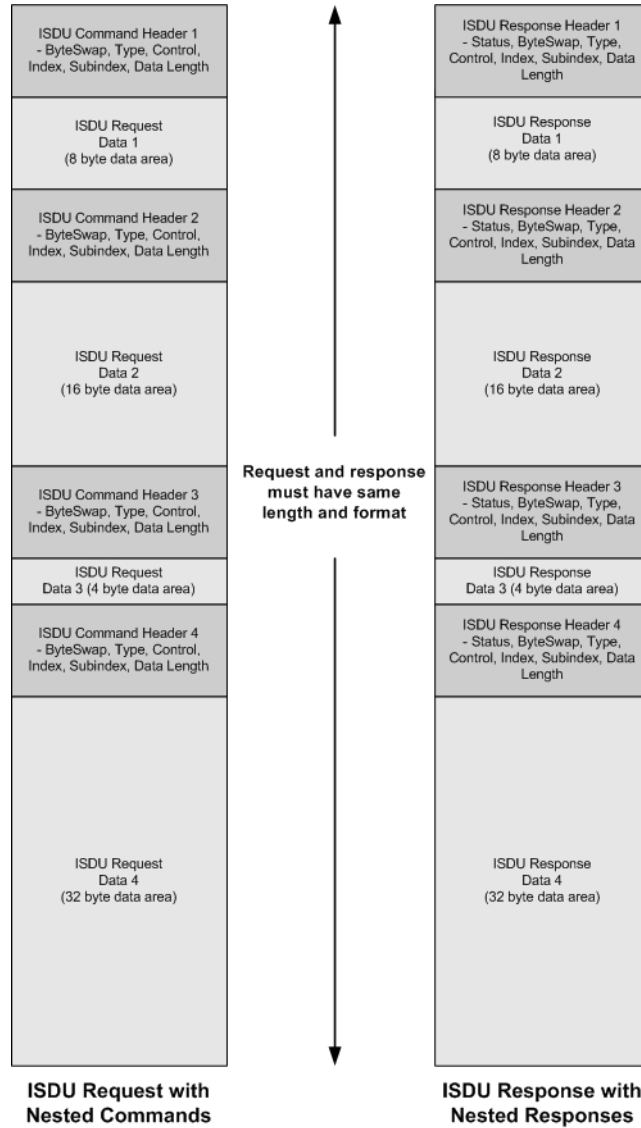 ISDU Command Header 1
- ByteSwap, Type, Control,
Index, Subindex, Data Length
ISDU Request
Data 1
(8 byte data area)
ISDU Command Header 2
- ByteSwap, Type, Control,
Index, Subindex, Data Length
ISDU Request
Data 2
(16 byte data area)
ISDU Command Header 3
- ByteSwap, Type, Control,
Index, Subindex, Data Length
ISDU Request
Data 3 (4 byte data area)
ISDU Command Header 4
- ByteSwap, Type, Control,
Index, Subindex, Data Length
ISDU Request
Data 4
(32 byte data area)
ISDU Request with
Nested Commands
Request and response
must have same
length and format
ISDU Response Header 1
- Status, ByteSwap, Type,
Control, Index, Subindex, Data
Length
ISDU Response
Data 1
(8 byte data area)
ISDU Response Header 2
- Status, ByteSwap, Type,
Control, Index, Subindex, Data
Length
ISDU Response
Data 2
(16 byte data area)
ISDU Response Header 3
- Status, ByteSwap, Type,
Control, Index, Subindex, Data
Length
ISDU Response
Data 3 (4 byte data area)
ISDU Response Header 4
- Status, ByteSwap, Type,
Control, Index, Subindex, Data
Length
ISDU Response
Data 4
(32 byte data area)
ISDU Response with
Nested Responses